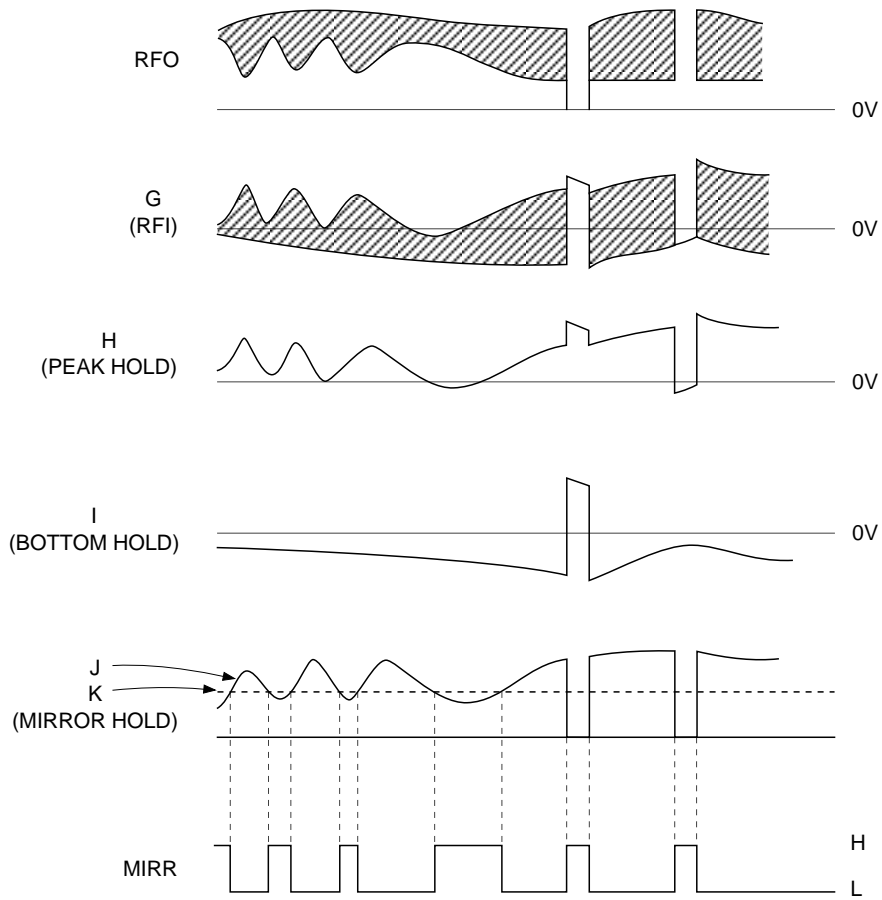 RFO
0V
G
(RFI)
0V
H
(PEAK HOLD)
0V
I
(BOTTOM HOLD)
0V
J
K
(MIRROR HOLD)
H
MIRR
L